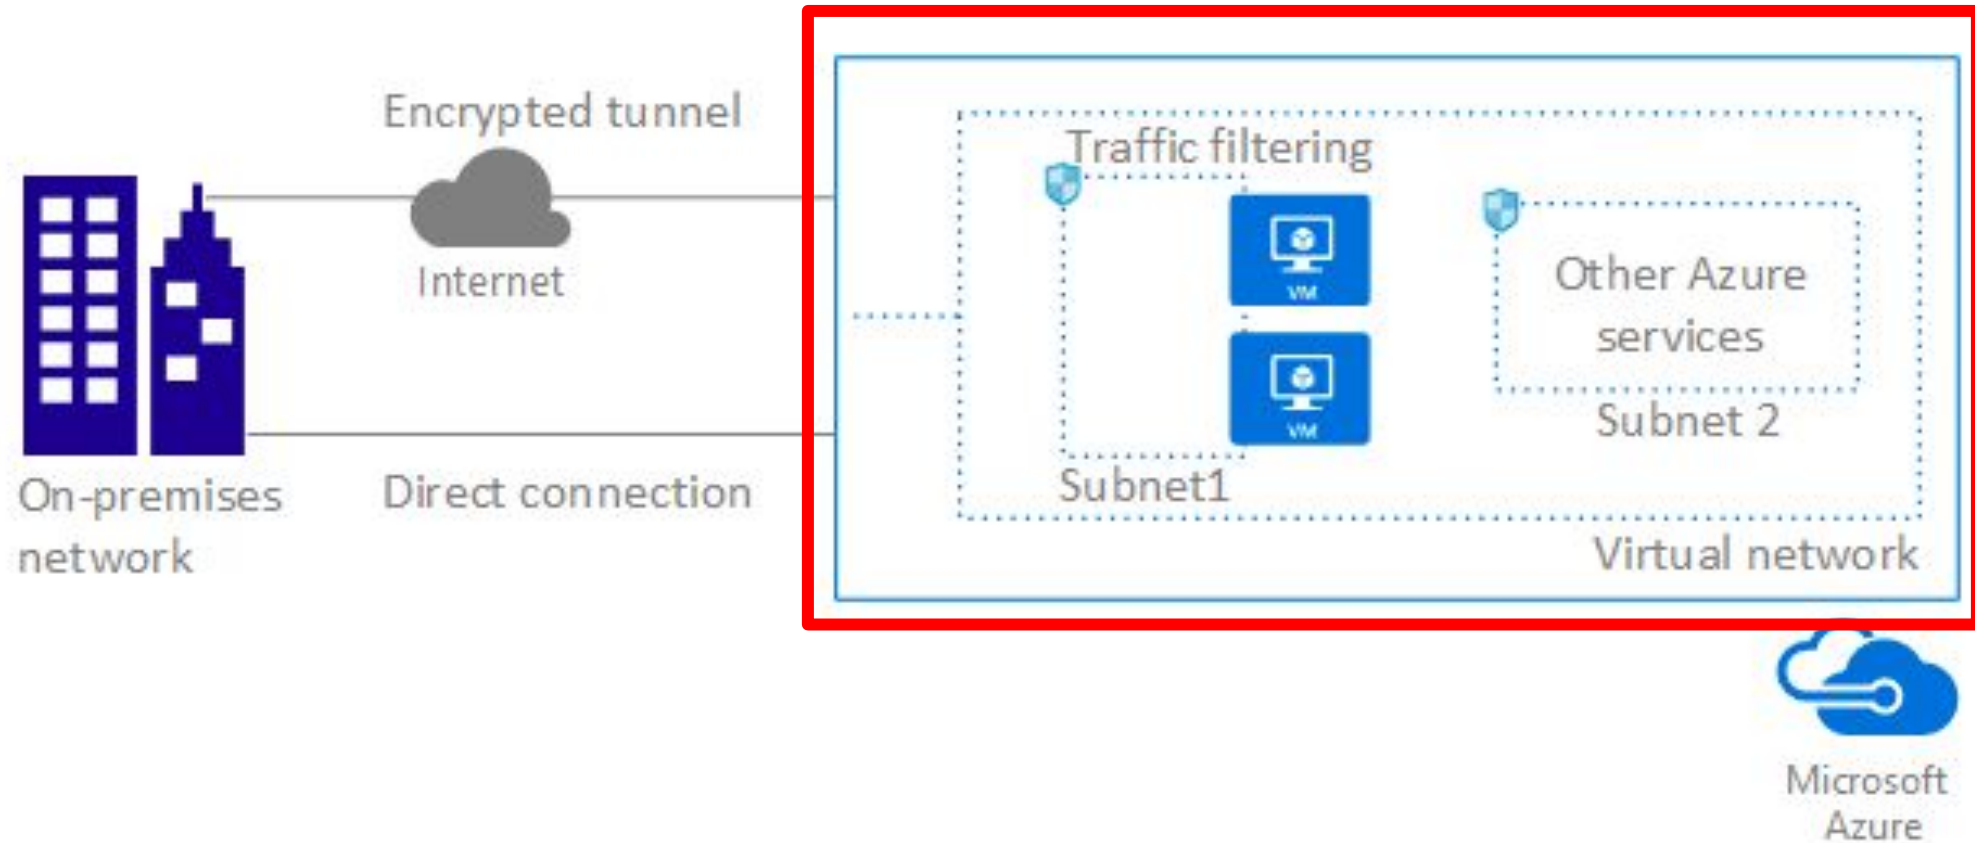 Encrypted tunnel
Internet
On-premises
network
Direct connection
Traffic filtering
VM
VM
Subnet1
Other Azure
services
Subnet 2
Virtual network
Microsoft
Azure